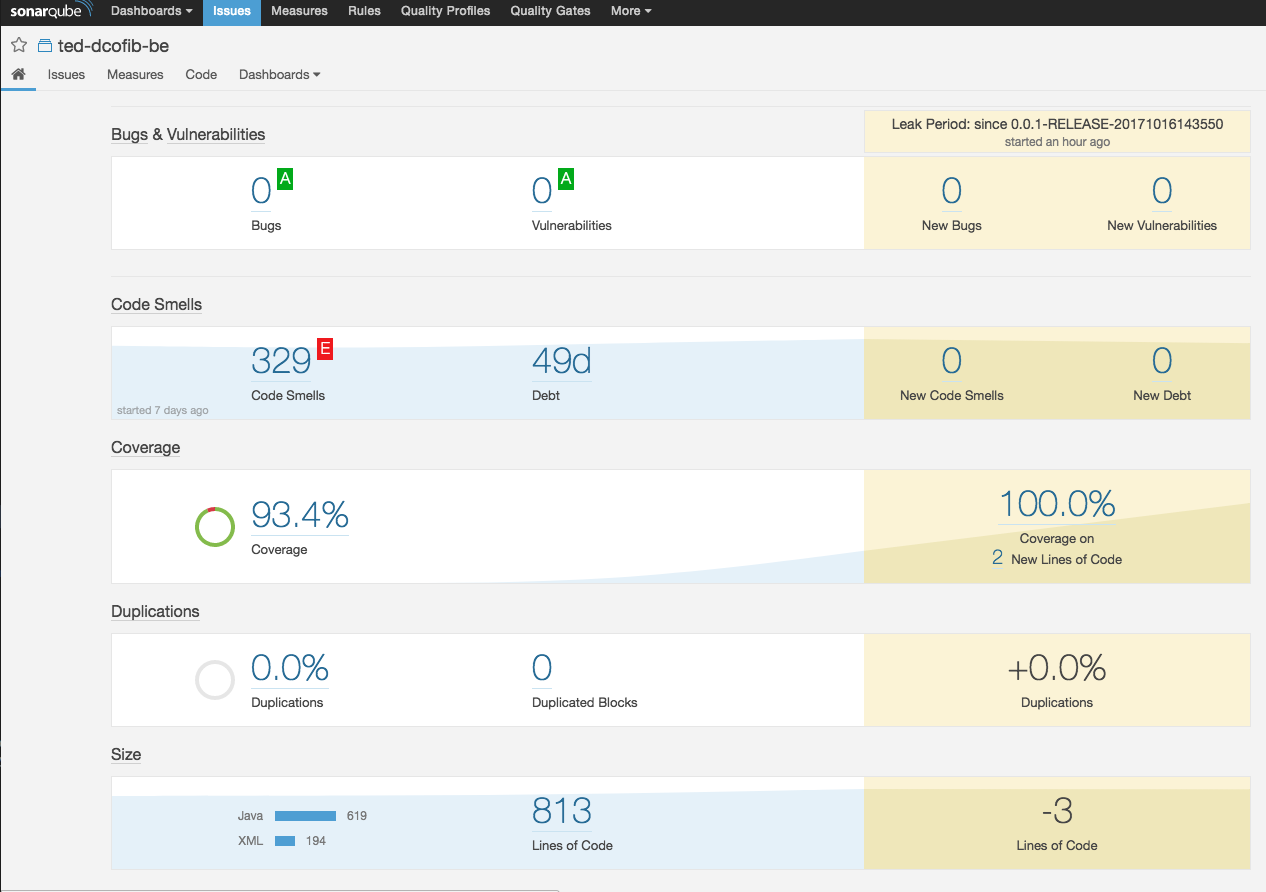 sonarqube Dashboards Issues Measures Rules Quality Profiles Quality Gates More
ted-dcofib-be
Issues Measures Code Dashboards
Bugs & Vulnerabilities
Leak Period: since 0.0.1-RELEASE-20171016143550
started an hour ago
0 A
Bugs
0 A
Vulnerabilities
0
New Bugs
0
New Vulnerabilities
Code Smells
329 E
Code Smells
49d
Debt
0
New Code Smells
0
New Debt
started 7 days ago
Coverage
93.4%
Coverage
100.0%
Coverage on
2 New Lines of Code
Duplications
0.0%
Duplications
0
Duplicated Blocks
+0.0%
Duplications
Size
Java 619
XML 194
813
Lines of Code
-3
Lines of Code